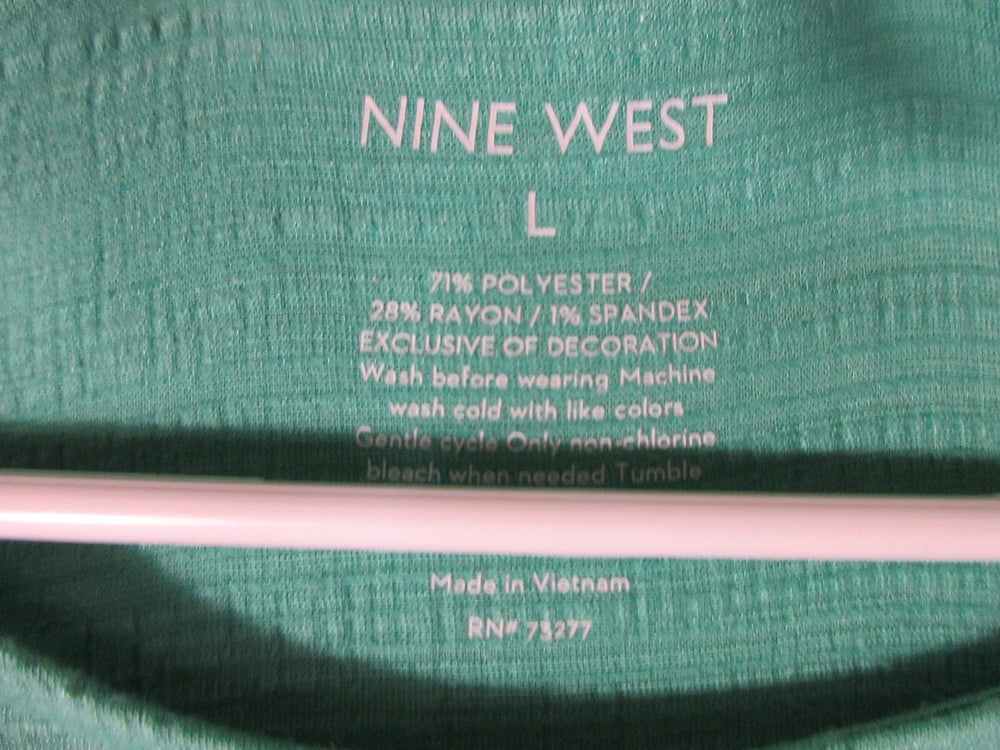 NINE WEST
L
71% POLYESTER /
28% RAYON / 1% SPANDEX
EXCLUSIVE OF DECORATION
Wash before wearing Machine
wash cold with like colors
Gentle cycle Only non-chlorine
bleach when needed Tumble
Made in Vietnam
RN# 73277